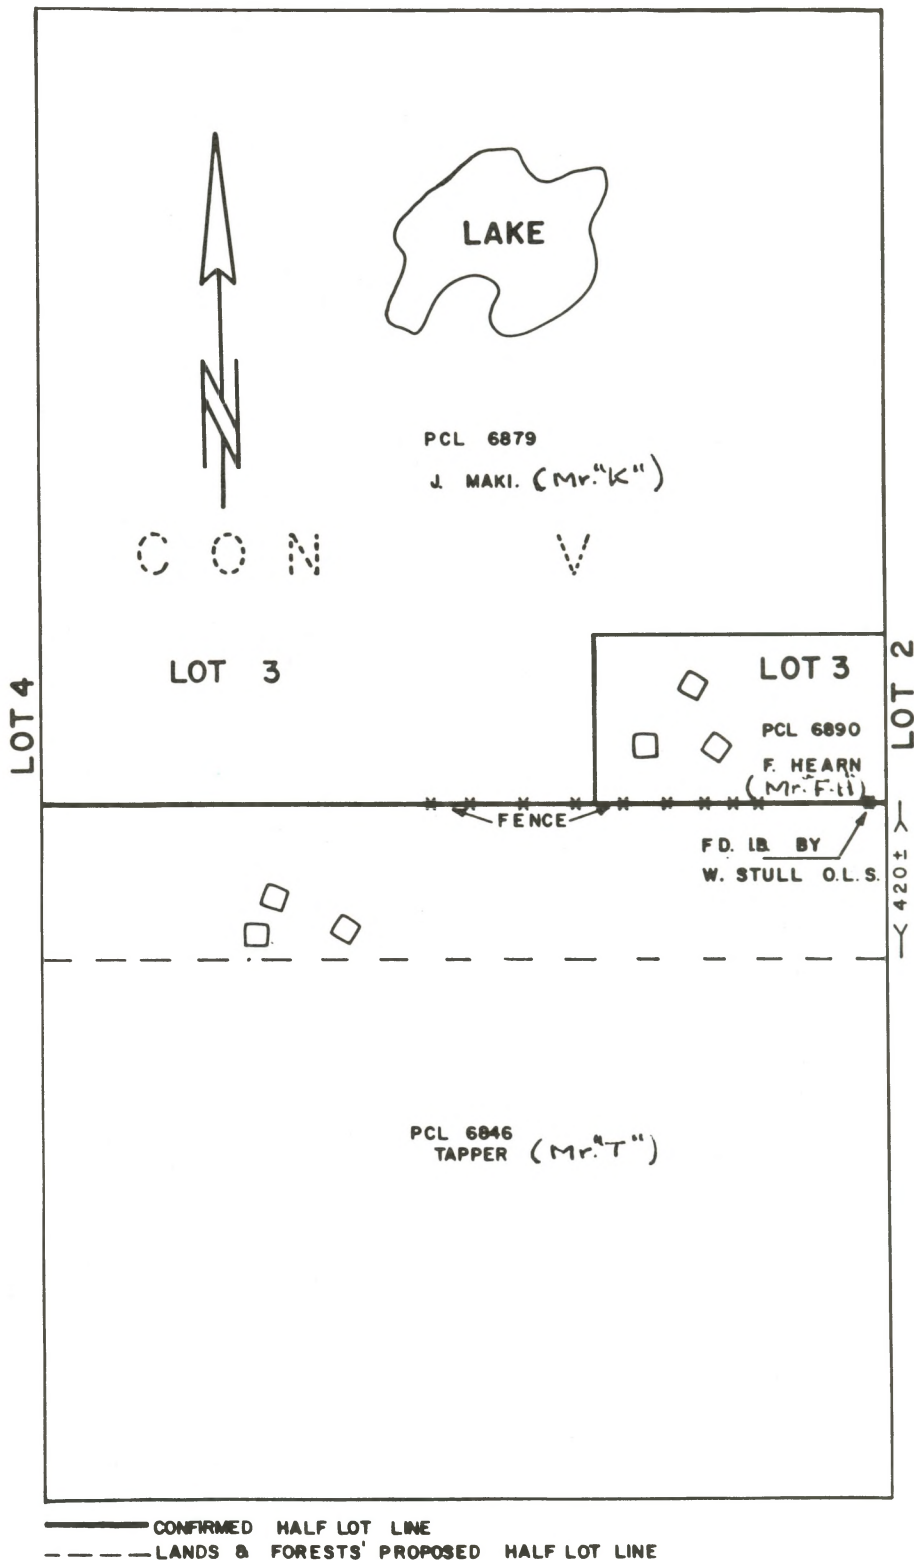 LAKE
N
PCL 6879
J. MAKI. (Mr. "K")
CON V
LOT 3
LOT 3
LOT 4
LOT 2
PCL 6890
F. HEARN
(Mr. F.H)
FENCE
FD. I.B. BY
W. STULL O.L.S.
420±
PCL 6846
TAPPER (Mr. "T")
CONFIRMED HALF LOT LINE
LANDS & FORESTS' PROPOSED HALF LOT LINE